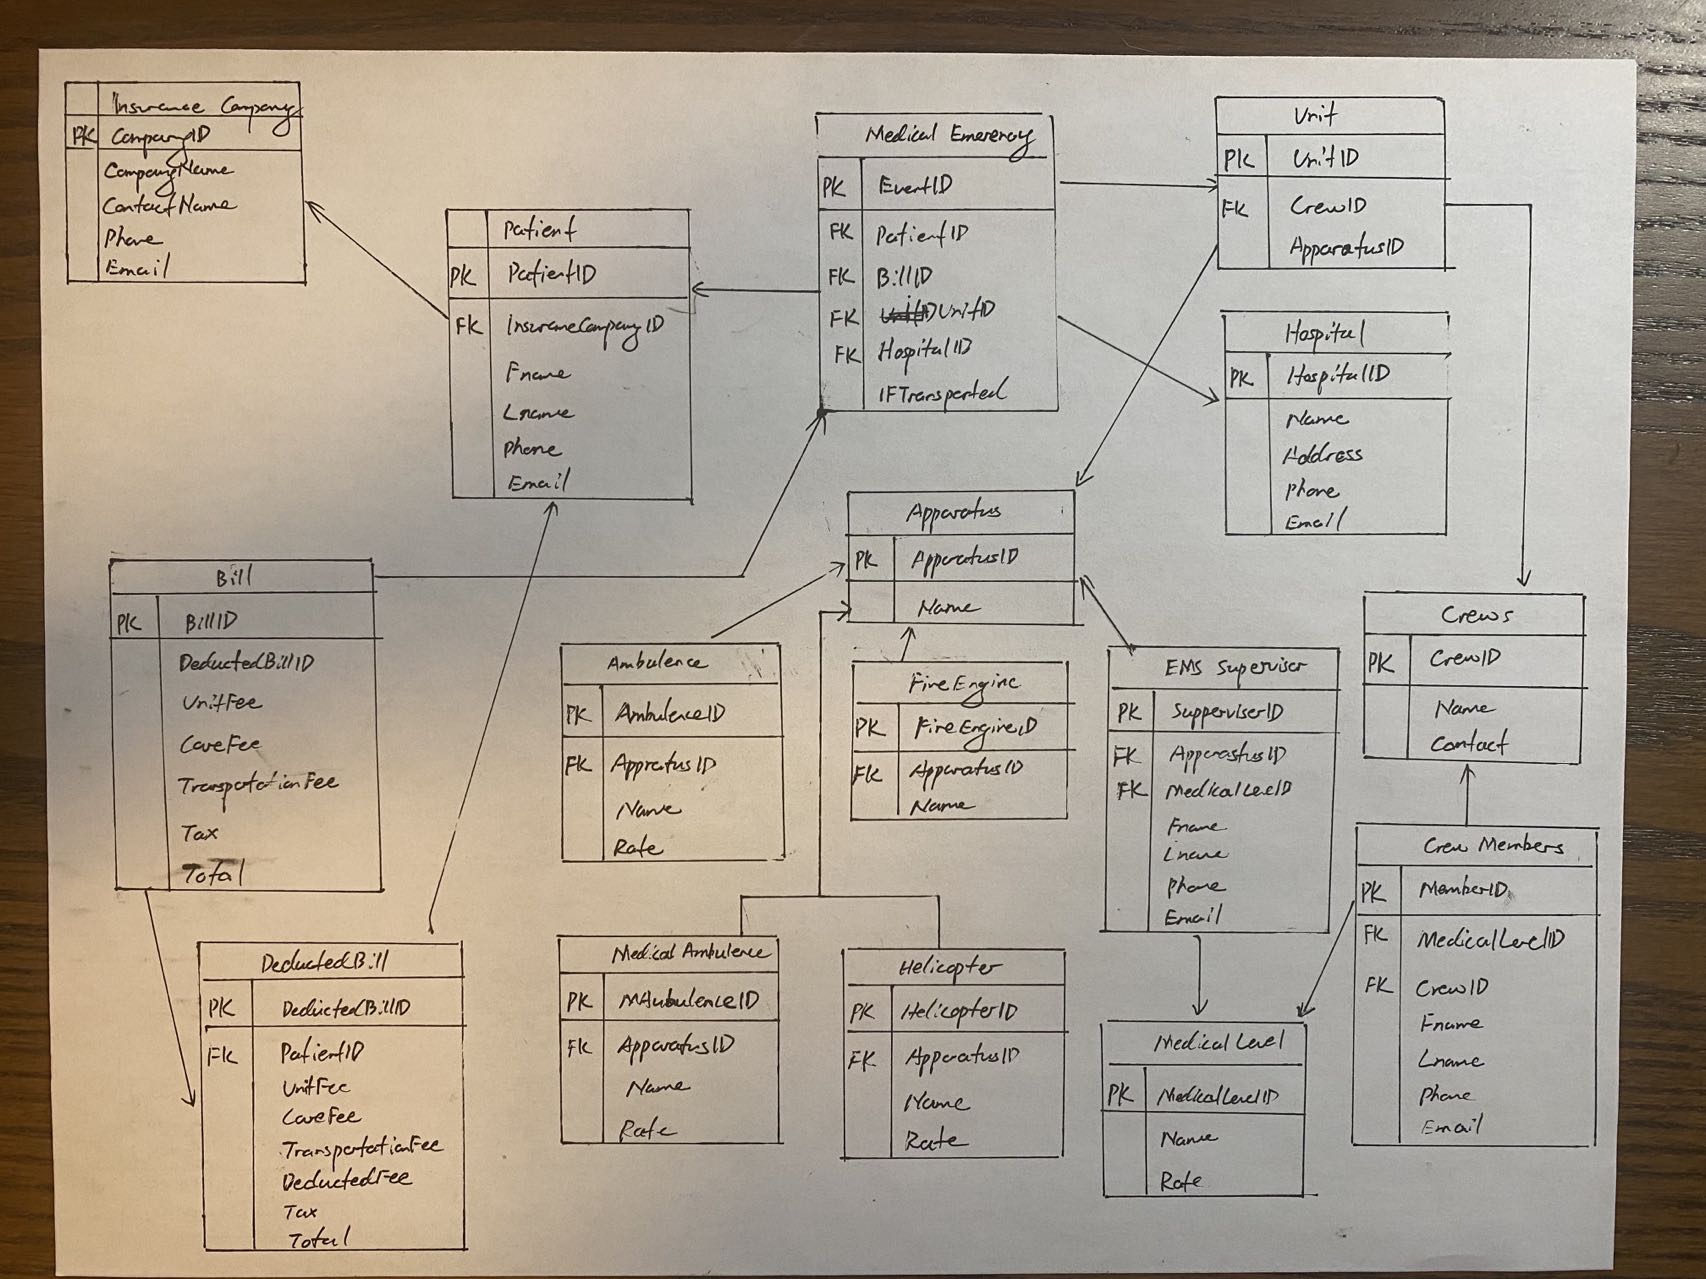 Insurance Company
PK CompanyID
CompanyName
ContactName
Phone
Email
Patient
PK PatientID
FK InsuranceCompanyID
Fname
Lname
Phone
Email
Medical Emerency
PK EventID
FK PatientID
FK BillID
FK UnitID
FK HospitalID
IFTransported
Unit
PK UnitID
FK CrewID
ApparatusID
Hospital
PK HospitalID
Name
Address
Phone
Email
Bill
PK BillID
DeductedBillID
UnitFee
CareFee
TransportationFee
Tax
Total
Apparatus
PK ApparatusID
Name
Crews
PK CrewID
Name
Contact
Ambulence
PK AmbulenceID
FK AppratusID
Name
Rate
Fire Engine
PK FireEngineID
FK ApparatusID
Name
EMS Superviser
PK SupperviserID
FK ApparastusID
FK MedicalLevelID
Fname
Lname
Phone
Email
Crew Members
PK MemberID
FK MedicalLevelID
FK CrewID
Fname
Lname
Phone
Email
DeductedBill
PK DeductedBillID
FK PatientID
UnitFee
CareFee
TransportationFee
DeductedFee
Tax
Total
Medical Ambulence
PK MAmbulenceID
FK ApparatusID
Name
Rate
Helicopter
PK HelicopterID
FK ApparatusID
Name
Rate
Medical Level
PK MedicalLevelID
Name
Rate